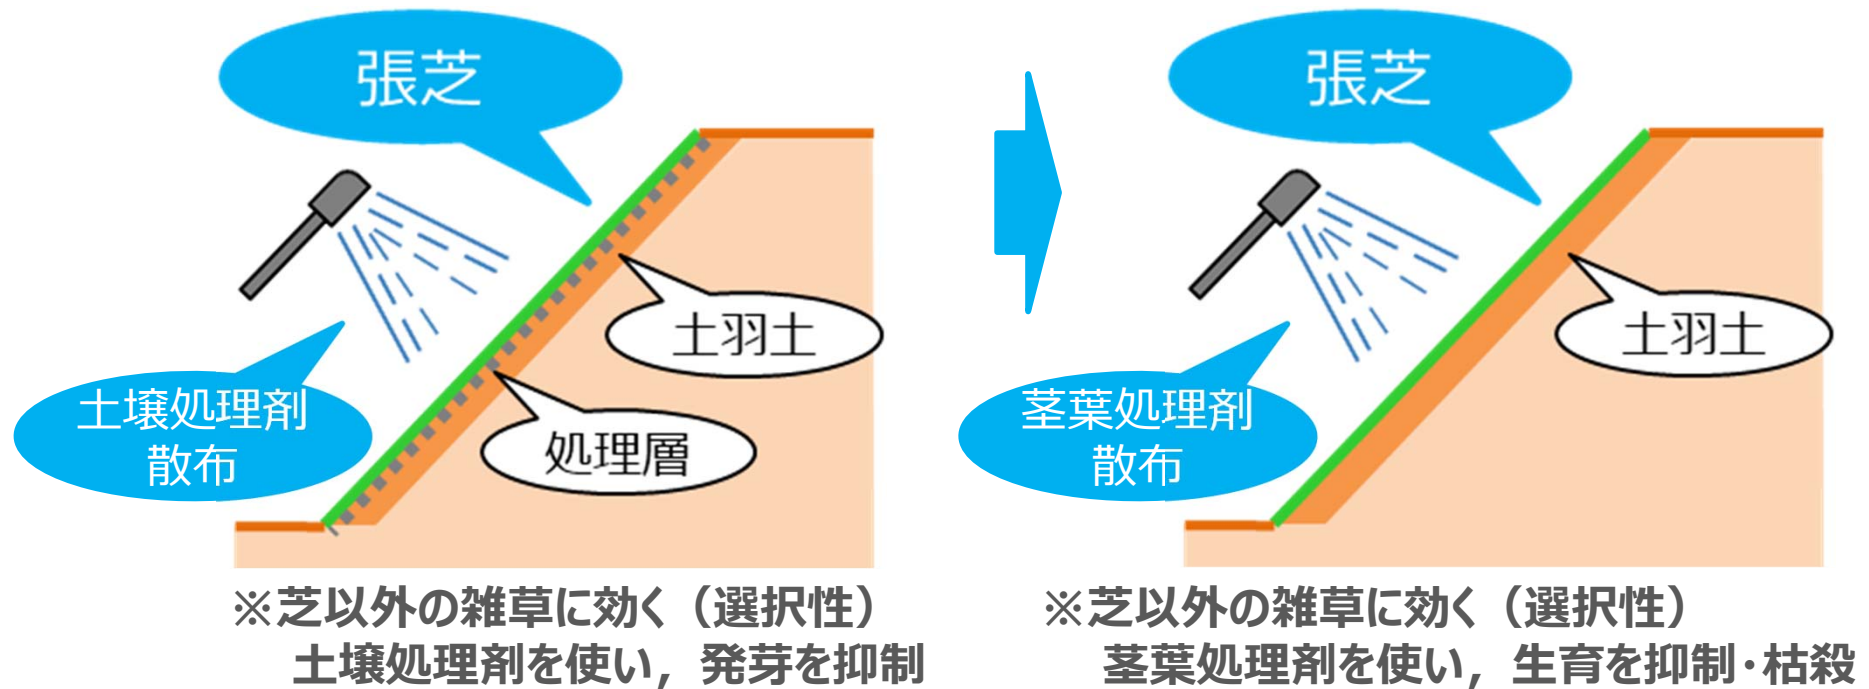 張芝
土羽土
処理層
土壌処理剤
散布
※芝以外の雑草に効く（選択性）
土壌処理剤を使い，発芽を抑制
張芝
土羽土
茎葉処理剤
散布
※芝以外の雑草に効く（選択性）
茎葉処理剤を使い，生育を抑制・枯殺